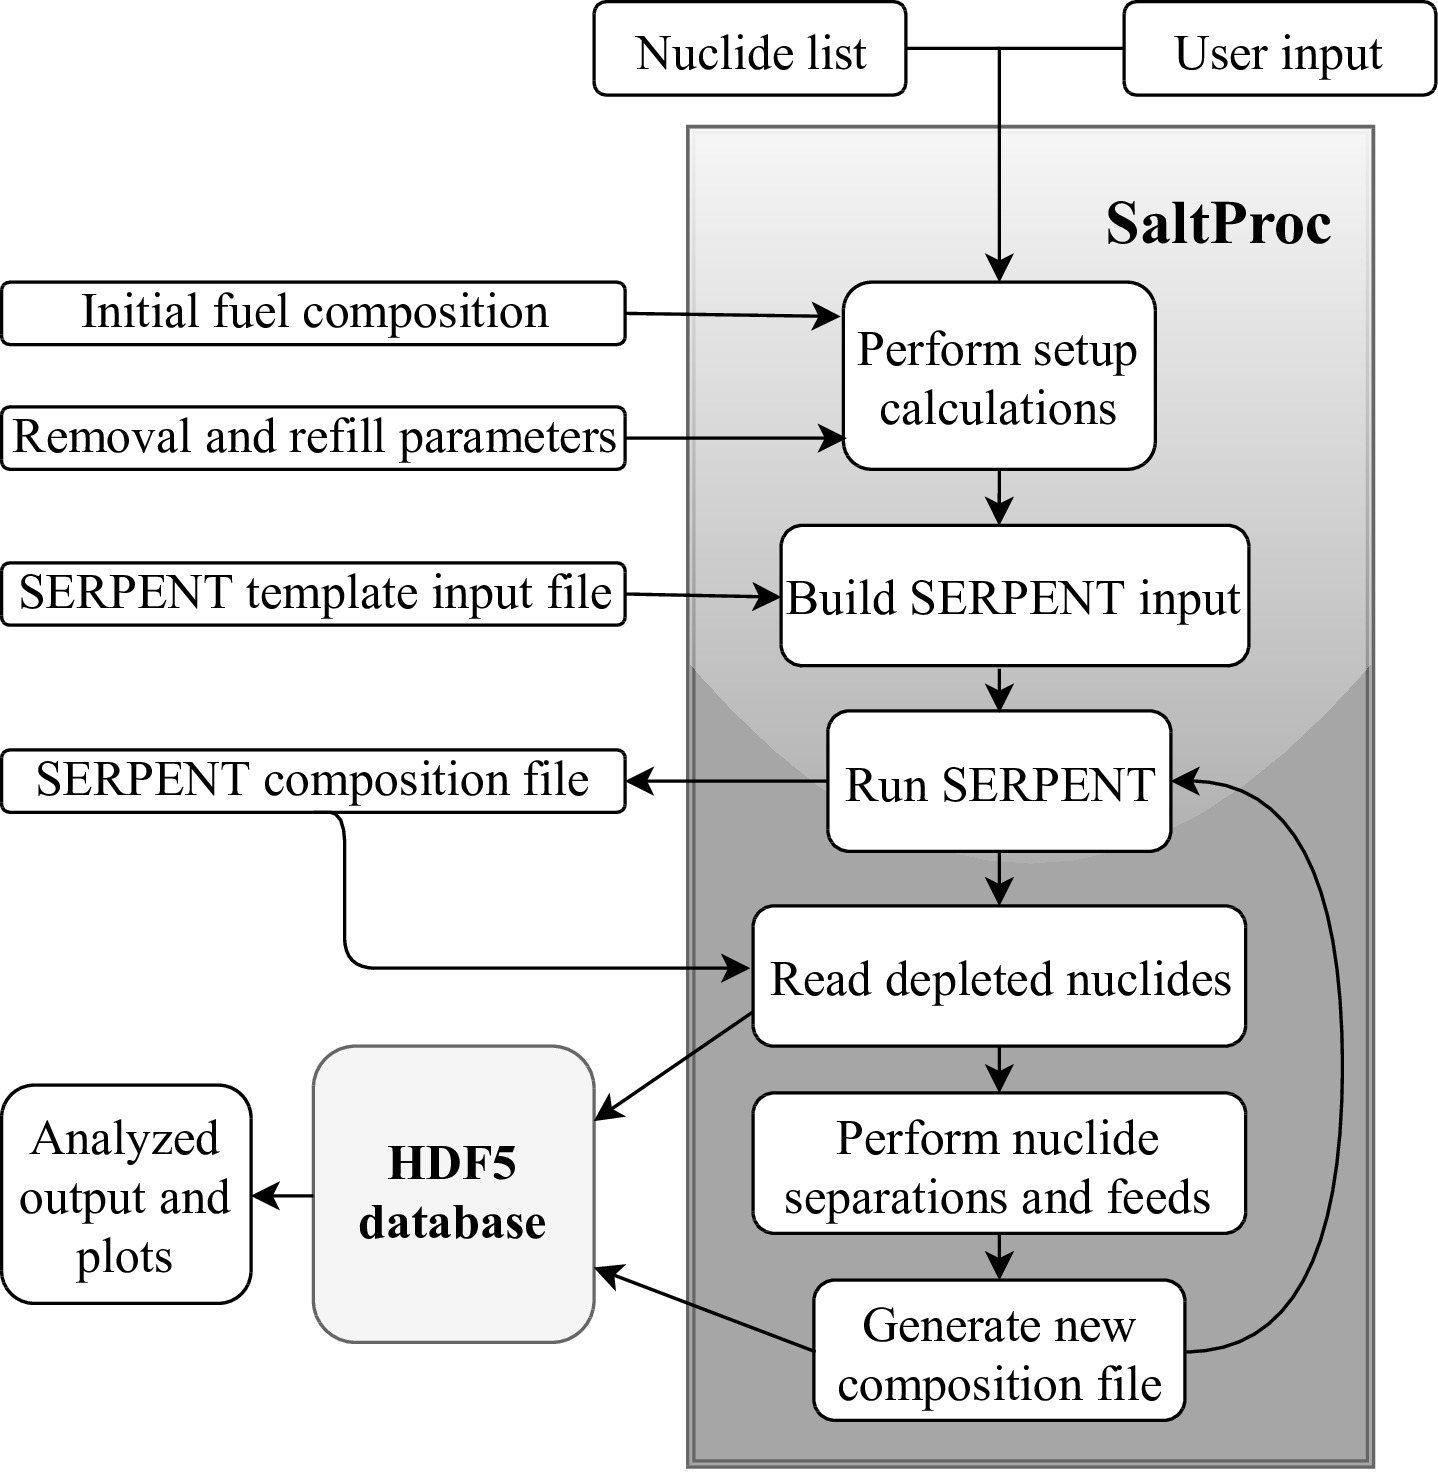 Nuclide list
User input
SaltProc
Initial fuel composition
Perform setup
calculations
Removal and refill parameters
SERPENT template input file
Build SERPENT input
SERPENT composition file
Run SERPENT
Read depleted nuclides
Analyzed
output and
plots
HDF5
database
Perform nuclide
separations and feeds
Generate new
composition file